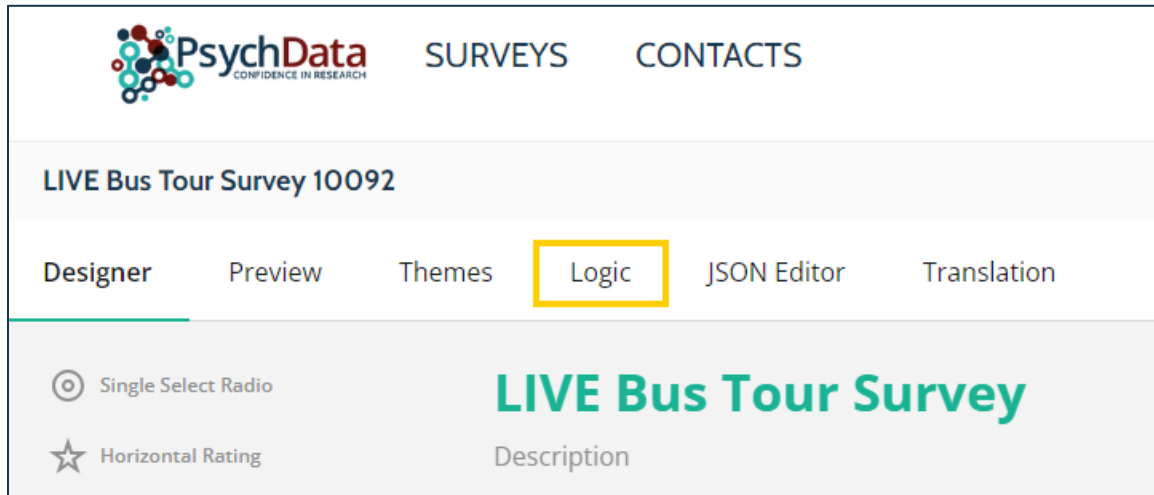 PsychData SURVEYS CONTACTS
CONFIDENCE IN RESEARCH
LIVE Bus Tour Survey 10092
Designer Preview Themes Logic JSON Editor Translation
Single Select Radio
LIVE Bus Tour Survey
Horizontal Rating
Description